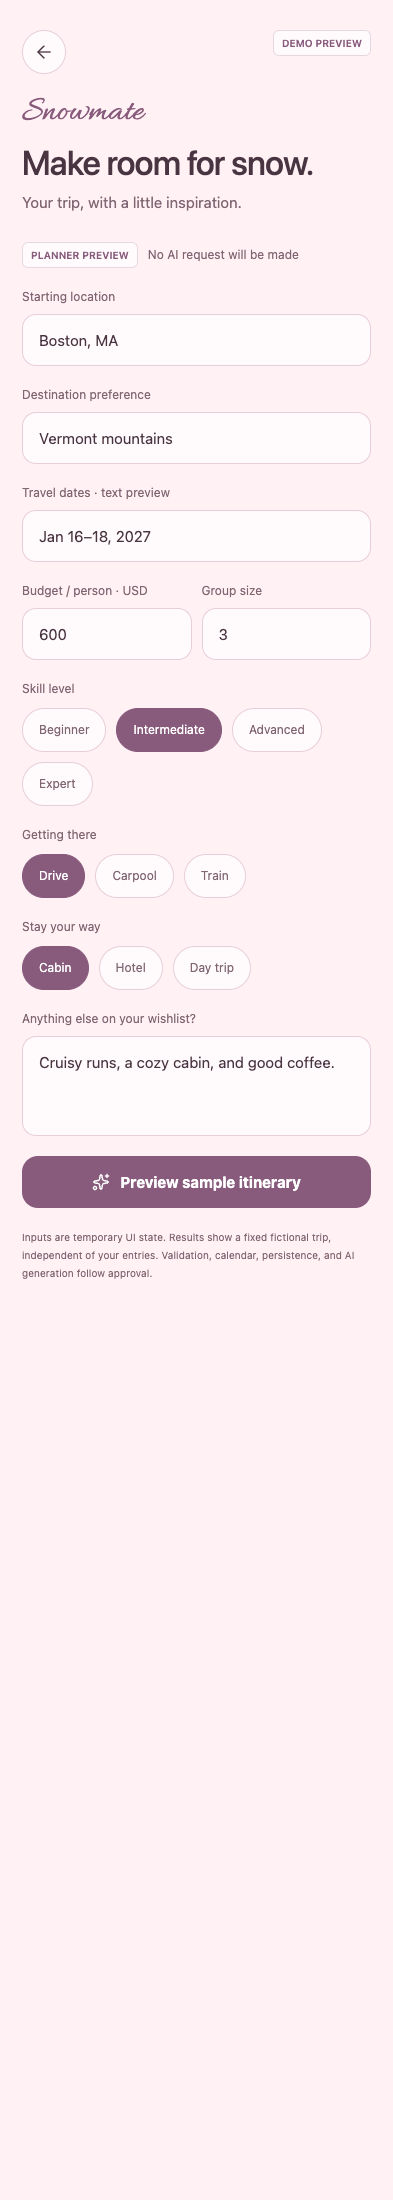 DEMO PREVIEW
Snowmate
Make room for snow.
Your trip, with a little inspiration.
PLANNER PREVIEW No AI request will be made
Starting location
Boston, MA
Destination preference
Vermont mountains
Travel dates · text preview
Jan 16–18, 2027
Budget / person · USD Group size
600 3
Skill level
Beginner Intermediate Advanced
Expert
Getting there
Drive Carpool Train
Stay your way
Cabin Hotel Day trip
Anything else on your wishlist?
Cruisy runs, a cozy cabin, and good coffee.
Preview sample itinerary
Inputs are temporary UI state. Results show a fixed fictional trip,
independent of your entries. Validation, calendar, persistence, and AI
generation follow approval.